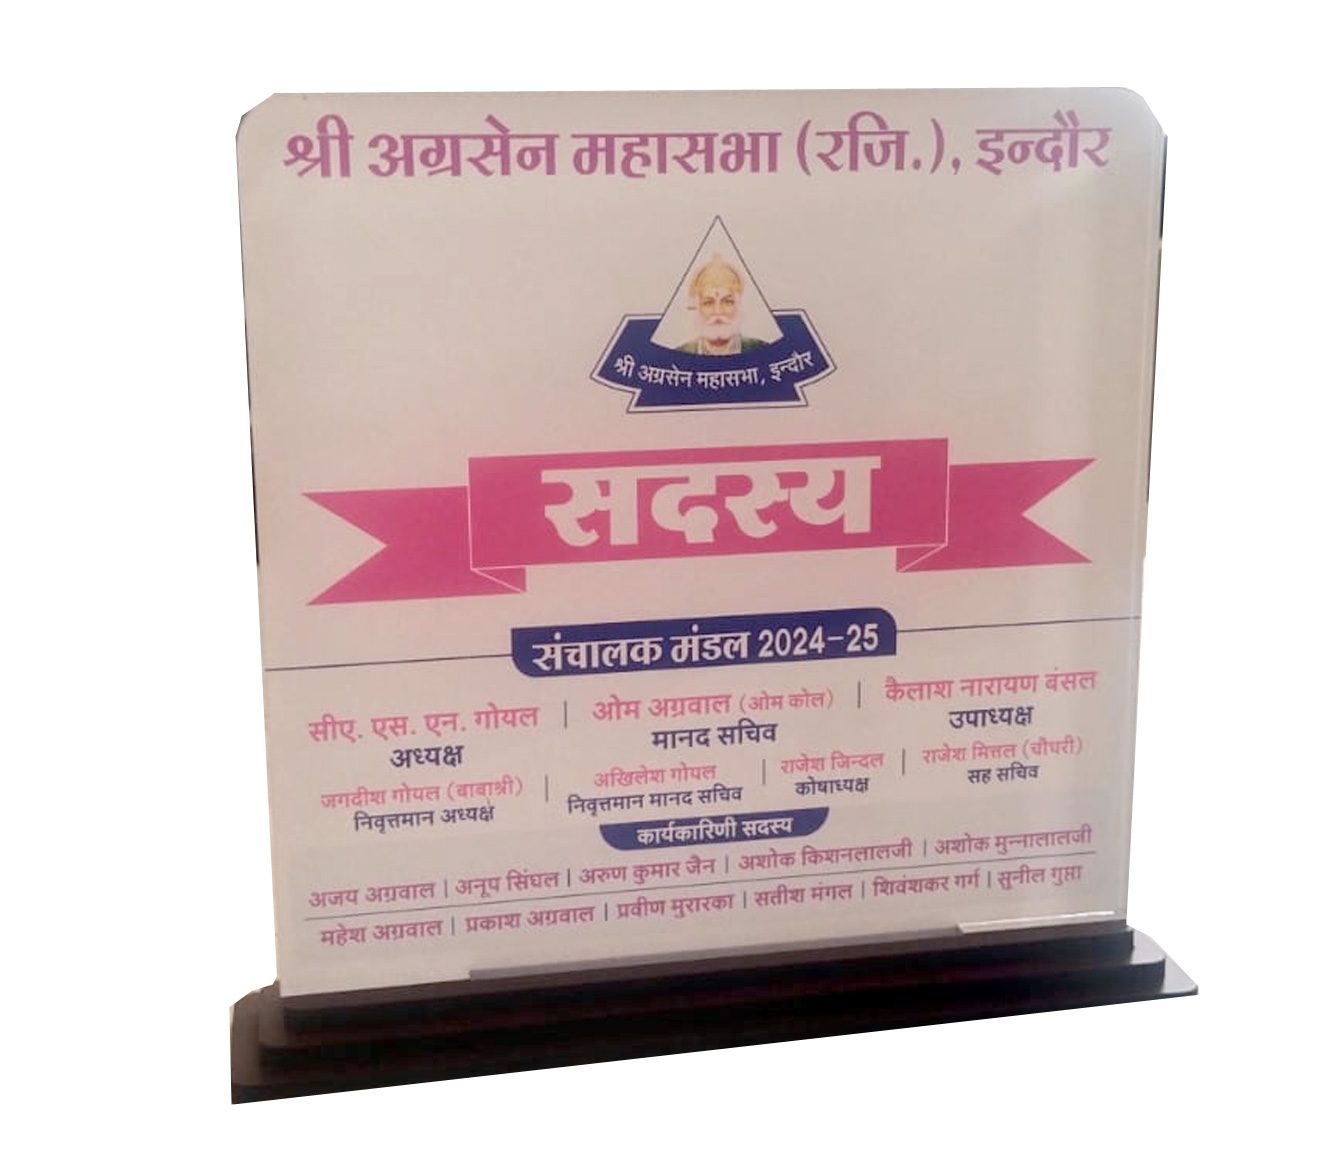 श्री अग्रसेन महासभा (रजि.), इन्दौर
श्री अग्रसेन महासभा, इन्दौर
सदस्य
संचालक मंडल 2024-25
सीए. एस. एन. गोयल | ओम अग्रवाल (ओम कोल) | कैलाश नारायण बंसल
अध्यक्ष मानद सचिव उपाध्यक्ष
जगदीश गोयल (बाबाश्री) | अखिलेश गोयल | राजेश जिन्दल | राजेश मित्तल (चौधरी)
निवृत्तमान अध्यक्ष निवृत्तमान मानद सचिव कोषाध्यक्ष सह सचिव
कार्यकारिणी सदस्य
अजय अग्रवाल | अनूप सिंघल | अरुण कुमार जैन | अशोक किशनलालजी | अशोक मुन्नालालजी
महेश अग्रवाल | प्रकाश अग्रवाल | प्रवीण मुरारका | सतीश मंगल | शिवंशकर गर्ग | सुनील गुप्ता